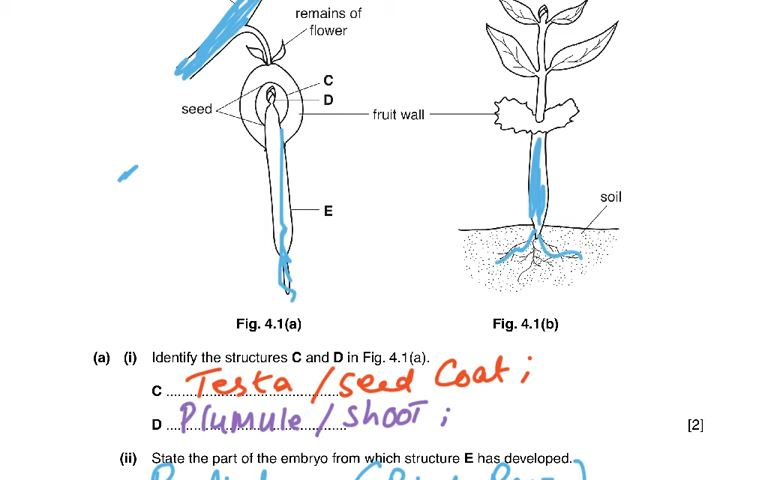 remains of
flower
C
D
seed
fruit wall
E
soil
Fig. 4.1(a)
Fig. 4.1(b)
(a) (i) Identify the structures C and D in Fig. 4.1(a).
C Testa / Seed Coat ;
D Plumule / Shoot ;
[2]
(ii) State the part of the embryo from which structure E has developed.